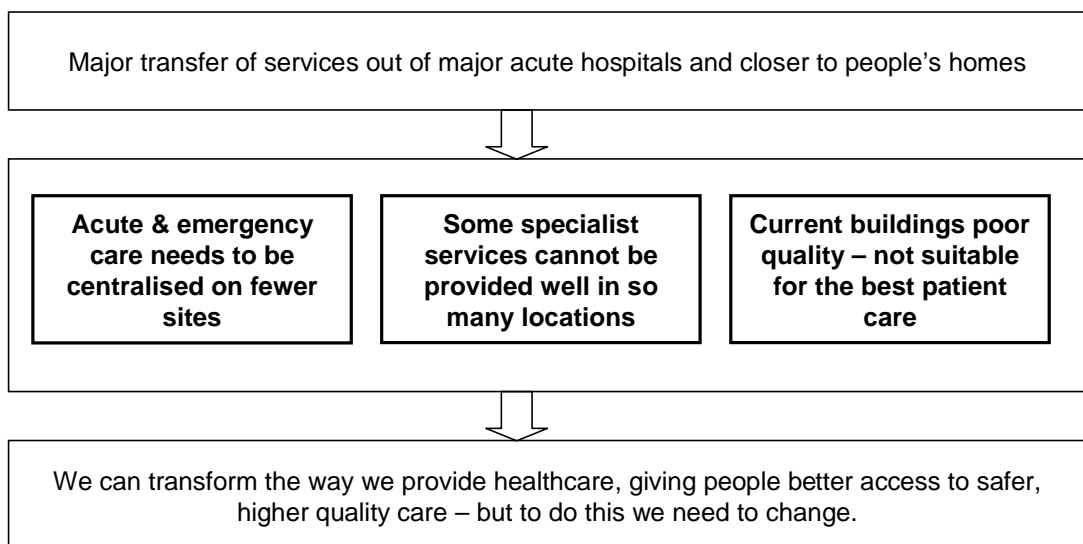 Major transfer of services out of major acute hospitals and closer to people’s homes
Acute & emergency
care needs to be
centralised on fewer
sites
Some specialist
services cannot be
provided well in so
many locations
Current buildings poor
quality – not suitable
for the best patient
care
We can transform the way we provide healthcare, giving people better access to safer,
higher quality care – but to do this we need to change.